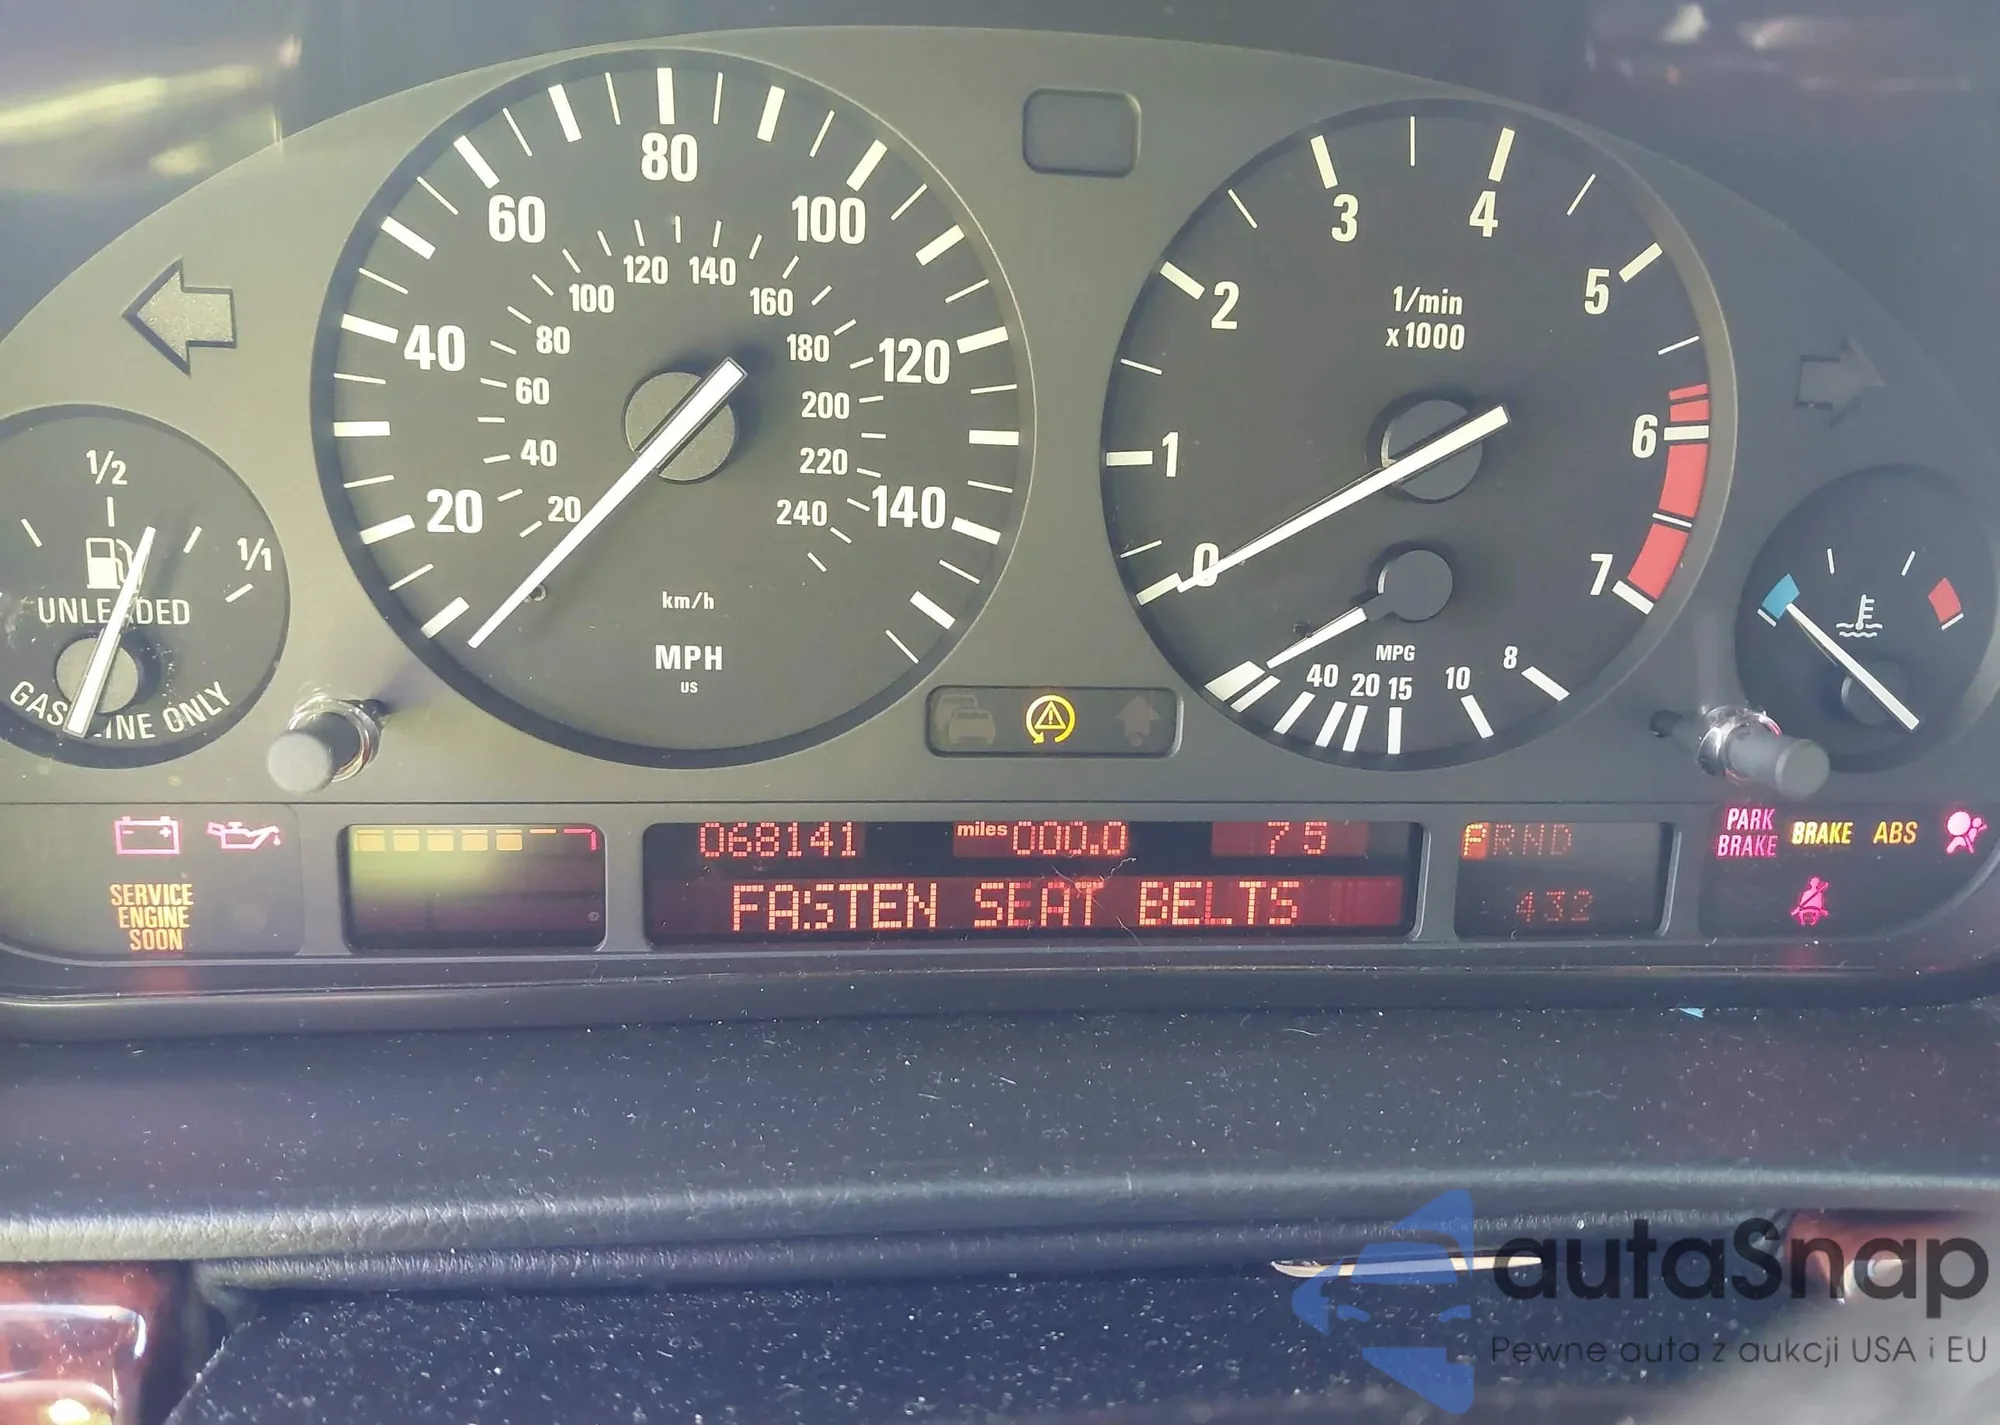 80
60
100
40
120
20
140
120 140
100
160
80
180
60
200
40
220
20
240
km/h
MPH
US
3
4
2
5
1/min
x1000
1
6
0
7
MPG
40 20 15 10 8
1/2
1/1
UNLEADED
GASOLINE ONLY
SERVICE
ENGINE
SOON
068141 miles 000.0 75
FASTEN SEAT BELTS
PRND
432
PARK
BRAKE
BRAKE
ABS
autaSnap
Pewne auta z aukcji USA i EU